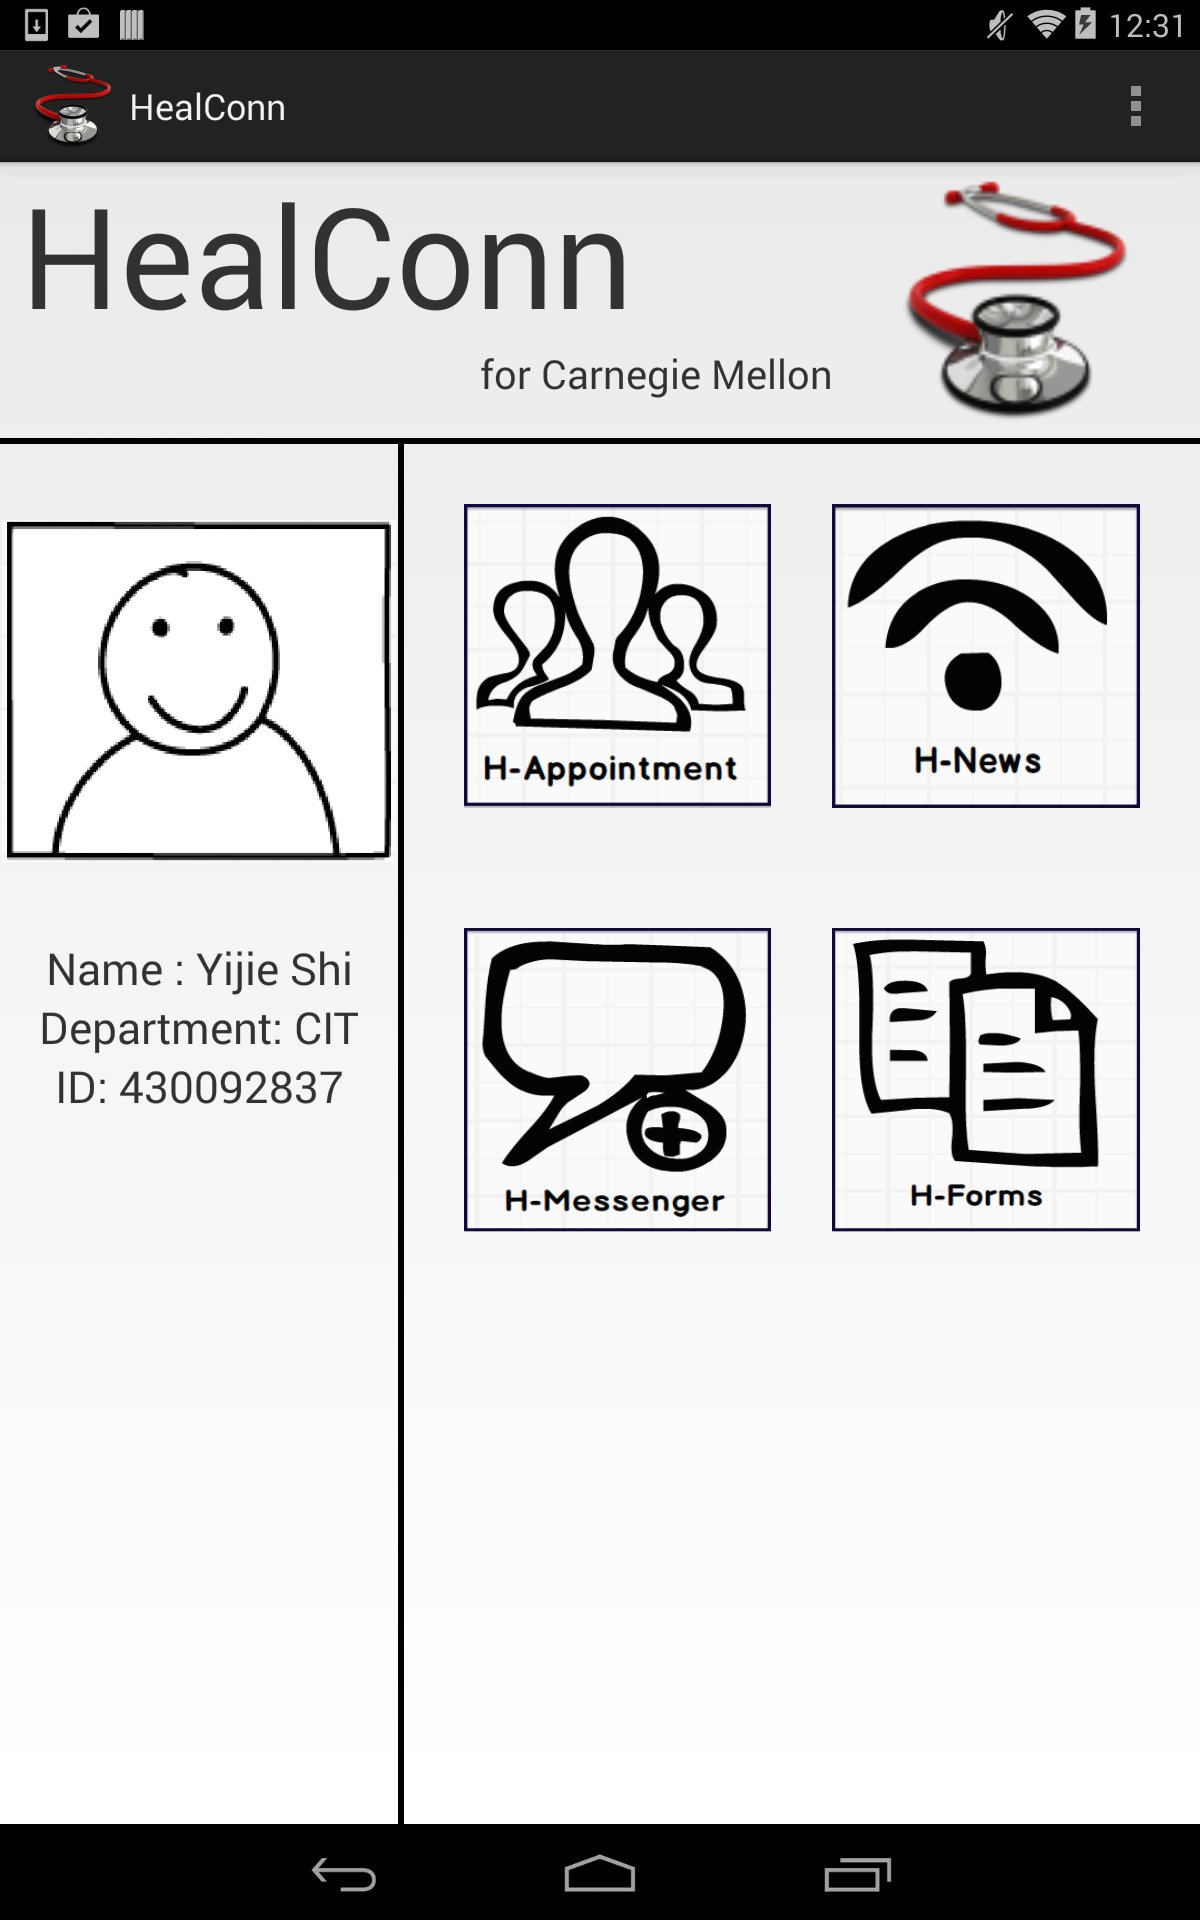 12:31
HealConn
HealConn
for Carnegie Mellon
Name : Yijie Shi
Department: CIT
ID: 430092837
H-Appointment
H-News
H-Messenger
H-Forms